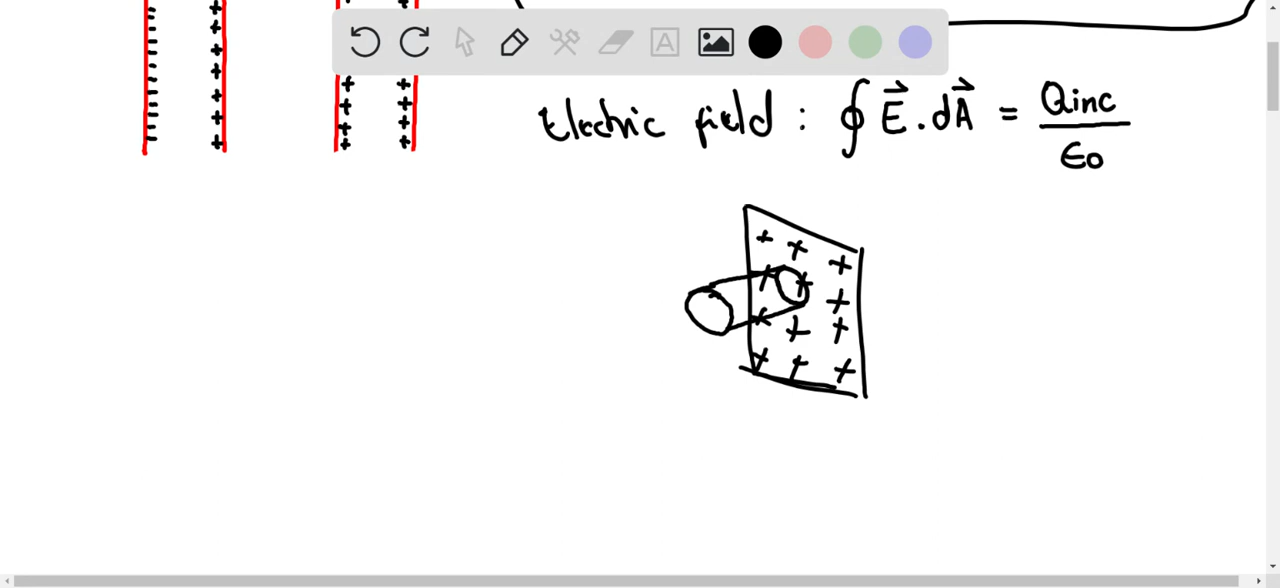 Electric field : ∮ E⃗ . dA⃗ = Qinc / ϵ0